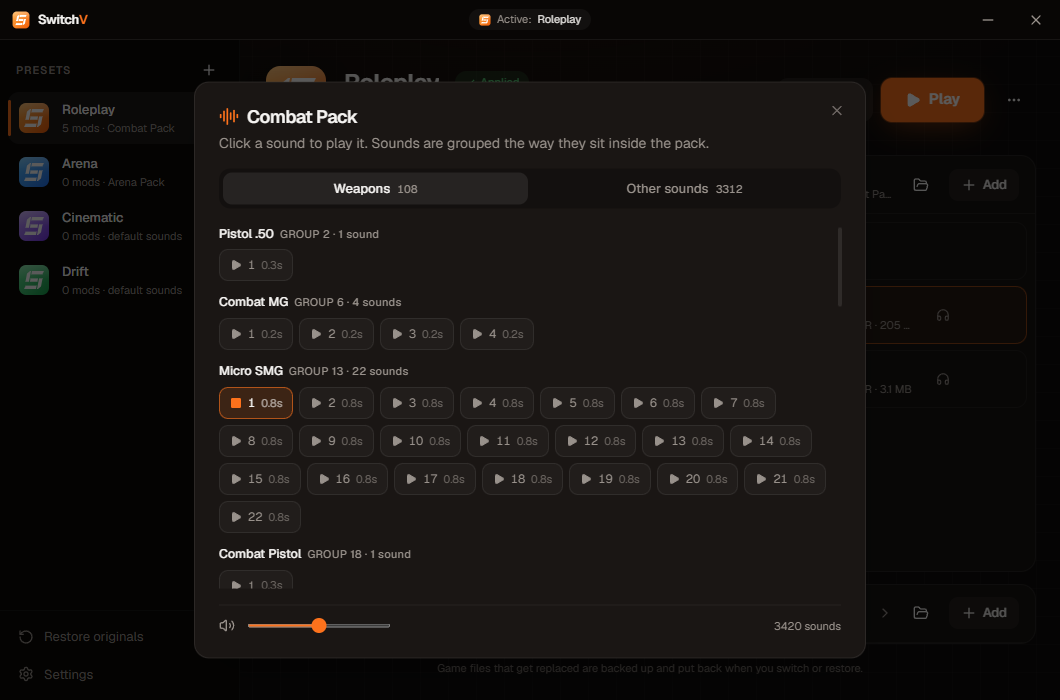 SwitchV
Active: Roleplay
PRESETS
Roleplay
5 mods · Combat Pack
Arena
0 mods · Arena Pack
Cinematic
0 mods · default sounds
Drift
0 mods · default sounds
Restore originals
Settings
Roleplay
Applied
Play
Combat Pack
Click a sound to play it. Sounds are grouped the way they sit inside the pack.
Weapons 108
Other sounds 3312
Pistol .50 GROUP 2 · 1 sound
1 0.3s
Combat MG GROUP 6 · 4 sounds
1 0.2s 2 0.2s 3 0.2s 4 0.2s
Micro SMG GROUP 13 · 22 sounds
1 0.8s 2 0.8s 3 0.8s 4 0.8s 5 0.8s 6 0.8s 7 0.8s
8 0.8s 9 0.8s 10 0.8s 11 0.8s 12 0.8s 13 0.8s 14 0.8s
15 0.8s 16 0.8s 17 0.8s 18 0.8s 19 0.8s 20 0.8s 21 0.8s
22 0.8s
Combat Pistol GROUP 18 · 1 sound
1 0.3s
3420 sounds
t Pa...
Add
R · 205 ...
R · 3.1 MB
Add
Game files that get replaced are backed up and put back when you switch or restore.